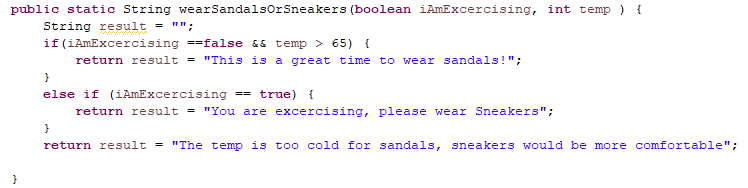 public static String wearSandalsOrSneakers(boolean iAmExcercising, int temp ) {
String result = "";
if(iAmExcercising ==false && temp > 65) {
return result = "This is a great time to wear sandals!";
}
else if (iAmExcercising == true) {
return result = "You are excercising, please wear Sneakers";
}
return result = "The temp is too cold for sandals, sneakers would be more comfortable";
}